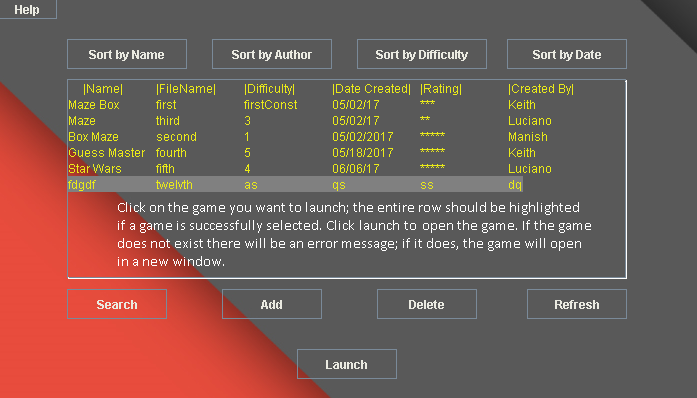 Help
Sort by Name Sort by Author Sort by Difficulty Sort by Date
|Name| |FileName| |Difficulty| |Date Created| |Rating| |Created By|
Maze Box first firstConst 05/02/17 *** Keith
Maze third 3 05/02/17 ** Luciano
Box Maze second 1 05/02/2017 ***** Manish
Guess Master fourth 5 05/18/2017 ***** Keith
Star Wars fifth 4 06/06/17 ***** Luciano
fdgdf twelvth as qs ss dq
Click on the game you want to launch; the entire row should be highlighted
if a game is successfully selected. Click launch to open the game. If the game
does not exist there will be an error message; if it does, the game will open
in a new window.
Search Add Delete Refresh
Launch